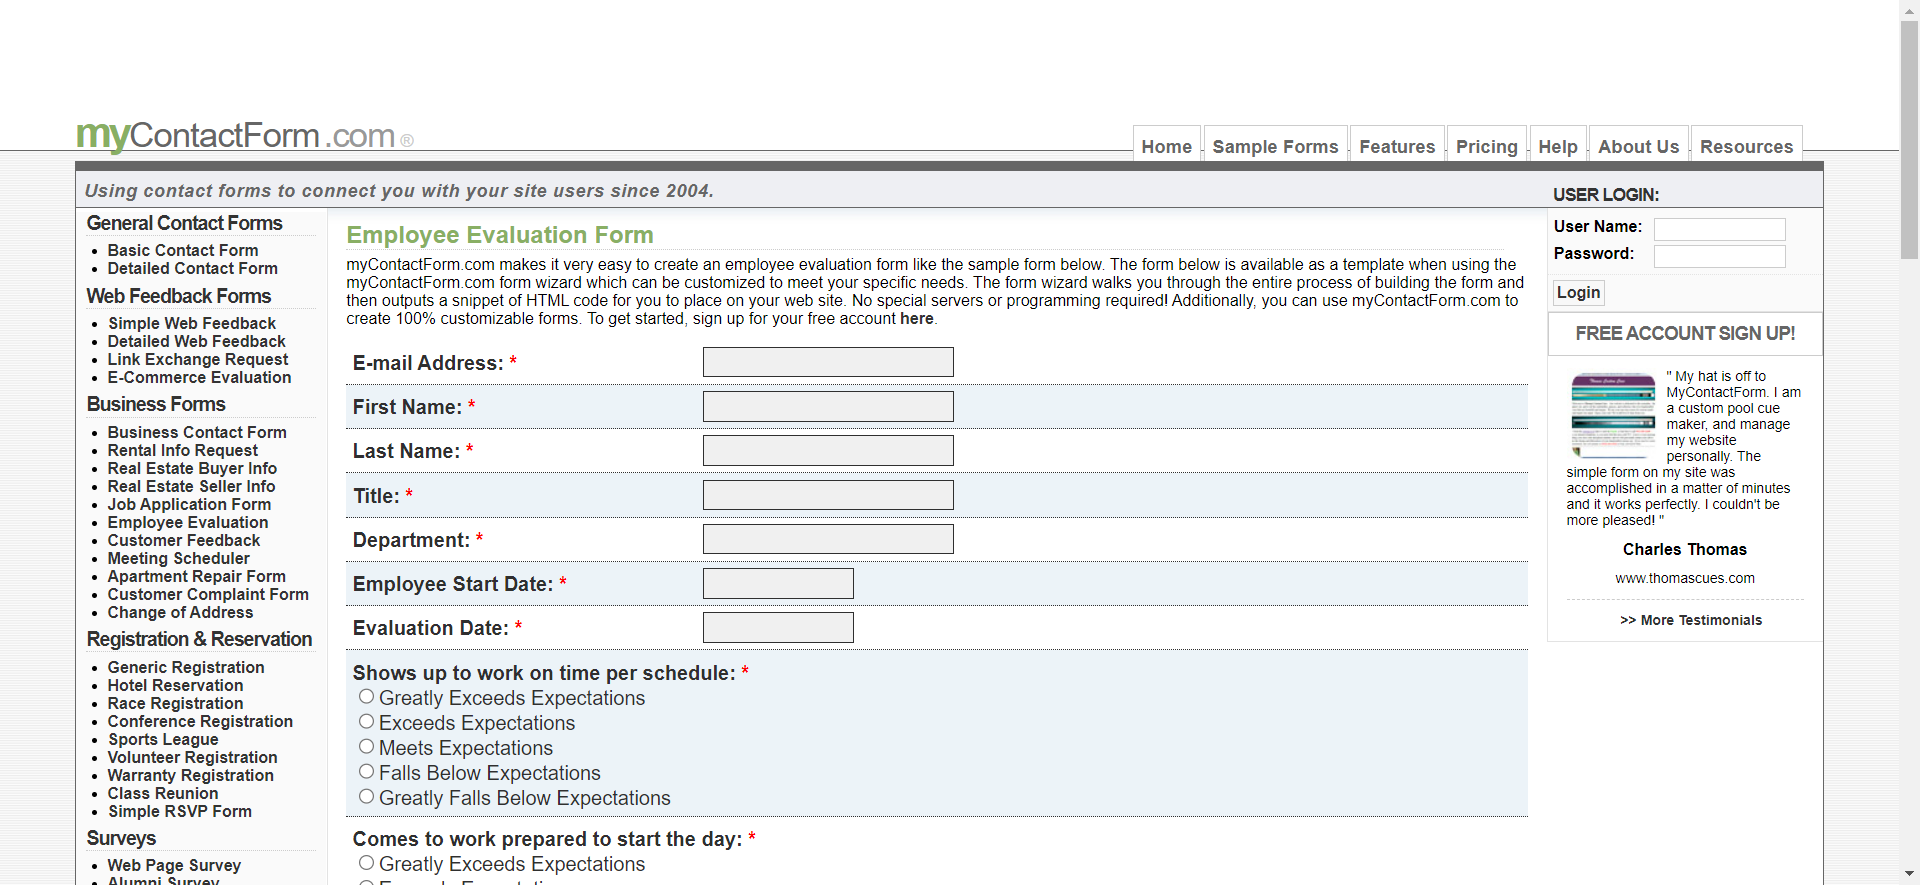 myContactForm.com®
Home
Sample Forms
Features
Pricing
Help
About Us
Resources
Using contact forms to connect you with your site users since 2004.
USER LOGIN:
General Contact Forms
Basic Contact Form
Detailed Contact Form
Web Feedback Forms
Simple Web Feedback
Detailed Web Feedback
Link Exchange Request
E-Commerce Evaluation
Business Forms
Business Contact Form
Rental Info Request
Real Estate Buyer Info
Real Estate Seller Info
Job Application Form
Employee Evaluation
Customer Feedback
Meeting Scheduler
Apartment Repair Form
Customer Complaint Form
Change of Address
Registration & Reservation
Generic Registration
Hotel Reservation
Race Registration
Conference Registration
Sports League
Volunteer Registration
Warranty Registration
Class Reunion
Simple RSVP Form
Surveys
Web Page Survey
Alumni Survey
Employee Evaluation Form
myContactForm.com makes it very easy to create an employee evaluation form like the sample form below. The form below is available as a template when using the
myContactForm.com form wizard which can be customized to meet your specific needs. The form wizard walks you through the entire process of building the form and
then outputs a snippet of HTML code for you to place on your web site. No special servers or programming required! Additionally, you can use myContactForm.com to
create 100% customizable forms. To get started, sign up for your free account here.
E-mail Address: *
First Name: *
Last Name: *
Title: *
Department: *
Employee Start Date: *
Evaluation Date: *
Shows up to work on time per schedule: *
Greatly Exceeds Expectations
Exceeds Expectations
Meets Expectations
Falls Below Expectations
Greatly Falls Below Expectations
Comes to work prepared to start the day: *
Greatly Exceeds Expectations
User Name:
Password:
Login
FREE ACCOUNT SIGN UP!
" My hat is off to
MyContactForm. I am
a custom pool cue
maker, and manage
my website
personally. The
simple form on my site was
accomplished in a matter of minutes
and it works perfectly. I couldn't be
more pleased! "
Charles Thomas
www.thomascues.com
>> More Testimonials